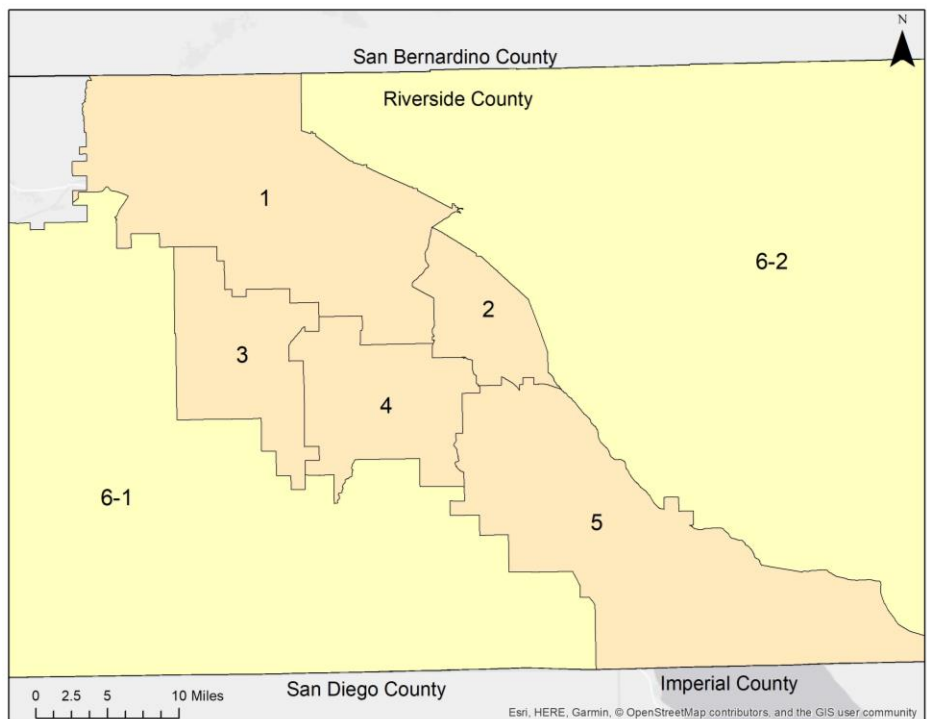 N
San Bernardino County
Riverside County
1
6-2
2
3
4
6-1
5
0 2.5 5 10 Miles
San Diego County
Imperial County
Esri, HERE, Garmin, © OpenStreetMap contributors, and the GIS user community